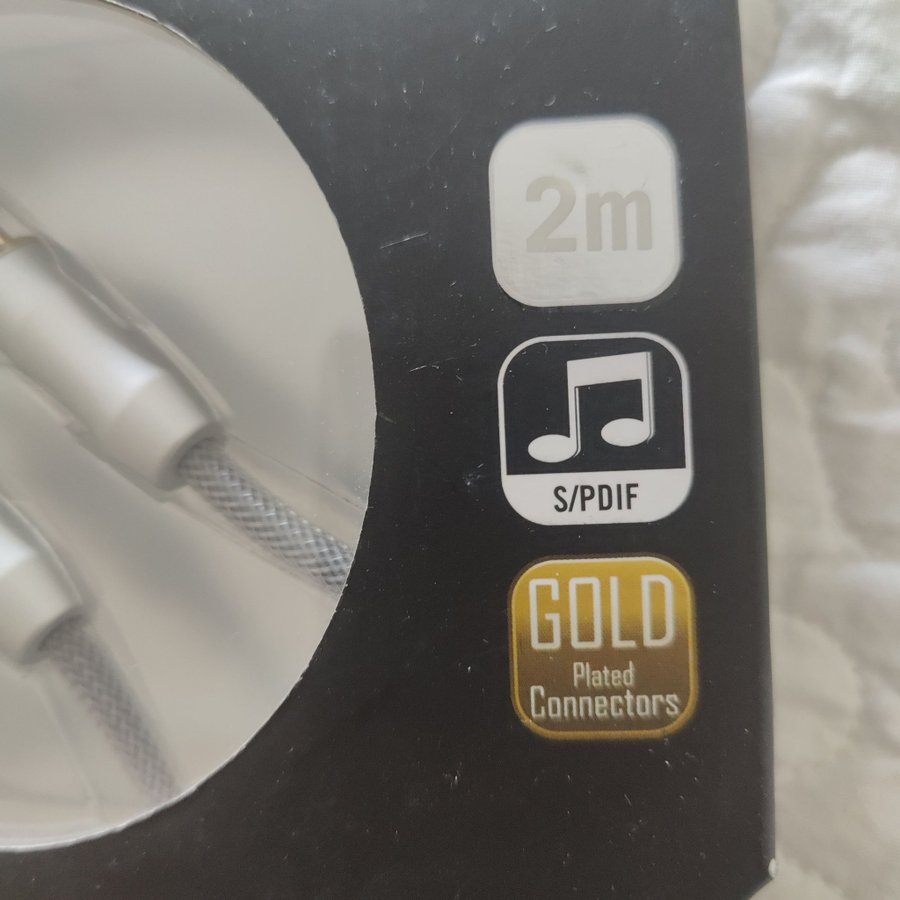 2m
S/PDIF
GOLD
Plated
Connectors